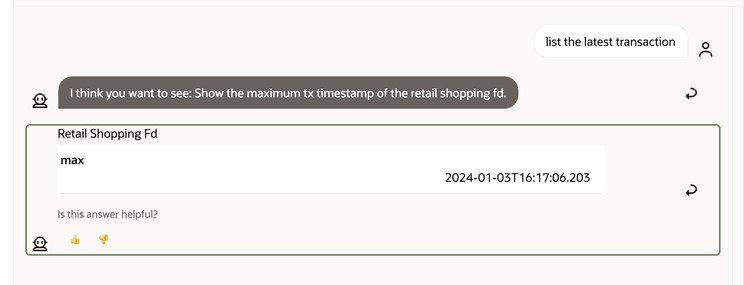 list the latest transaction
I think you want to see: Show the maximum tx timestamp of the retail shopping fd.
Retail Shopping Fd
max
2024-01-03T16:17:06.203
Is this answer helpful?